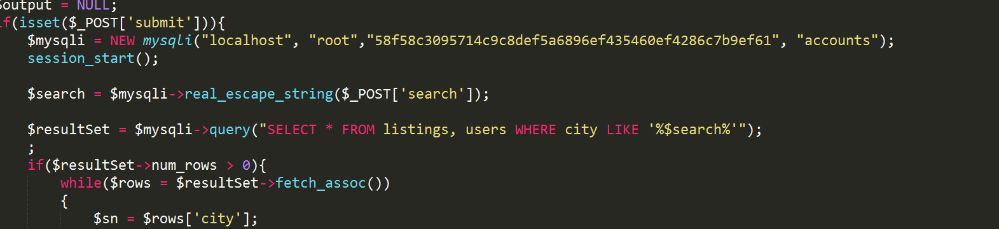 $output = NULL;
if(isset($_POST['submit'])){
$mysqli = NEW mysqli("localhost", "root","58f58c3095714c9c8def5a6896ef435460ef4286c7b9ef61", "accounts");
session_start();
$search = $mysqli->real_escape_string($_POST['search']);
$resultSet = $mysqli->query("SELECT * FROM listings, users WHERE city LIKE '%$search%'");
;
if($resultSet->num_rows > 0){
while($rows = $resultSet->fetch_assoc())
{
$sn = $rows['city'];